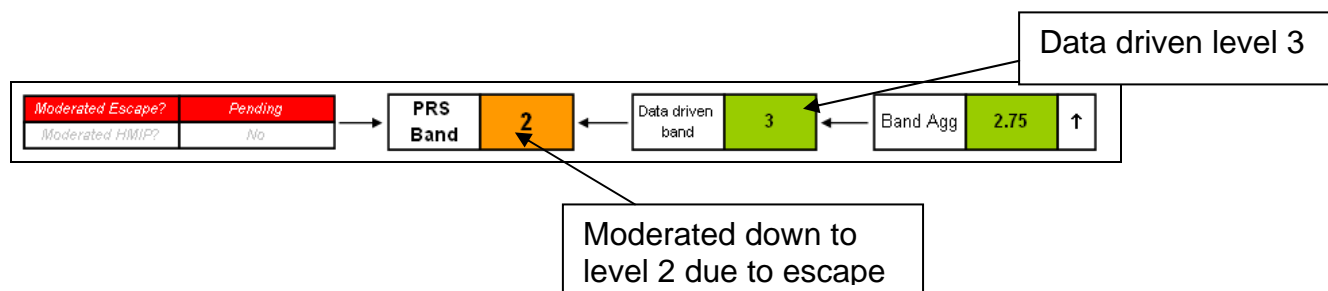 Data driven level 3
Moderated Escape? Pending
Moderated HMIP? No
PRS
Band
2
Data driven
band
3
Band Agg
2.75
↑
Moderated down to
level 2 due to escape